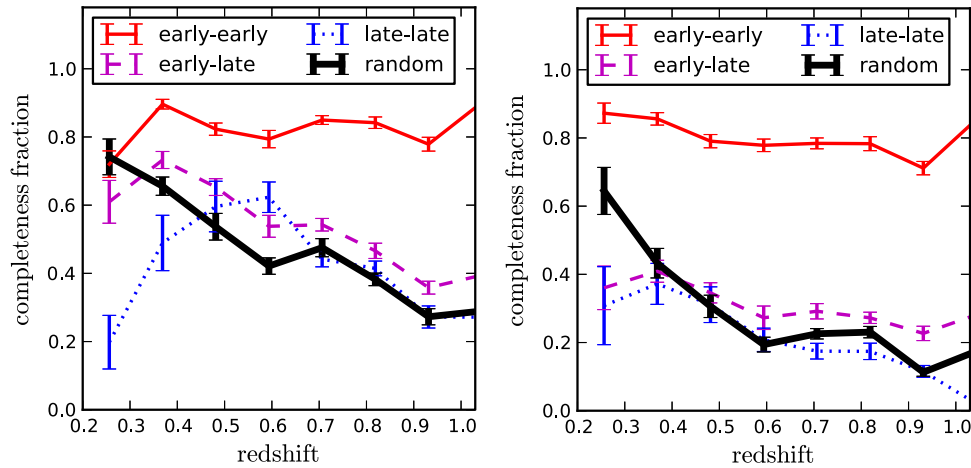 early-early late-late
early-late random
1.0
0.8
0.6
0.4
0.2
0.0
0.2 0.3 0.4 0.5 0.6 0.7 0.8 0.9 1.0
redshift
completeness fraction
early-early late-late
early-late random
1.0
0.8
0.6
0.4
0.2
0.0
0.2 0.3 0.4 0.5 0.6 0.7 0.8 0.9 1.0
redshift
completeness fraction